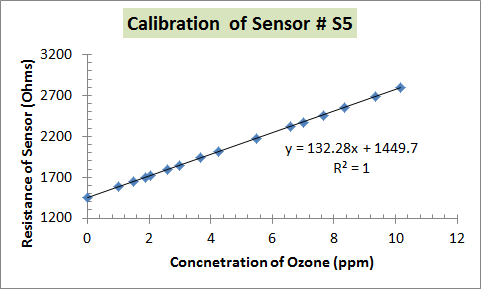 Calibration of Sensor # S5
Resistance of Sensor (Ohms)
3200
2700
2200
1700
1200
y = 132.28x + 1449.7
R² = 1
0 2 4 6 8 10 12
Concnetration of Ozone (ppm)